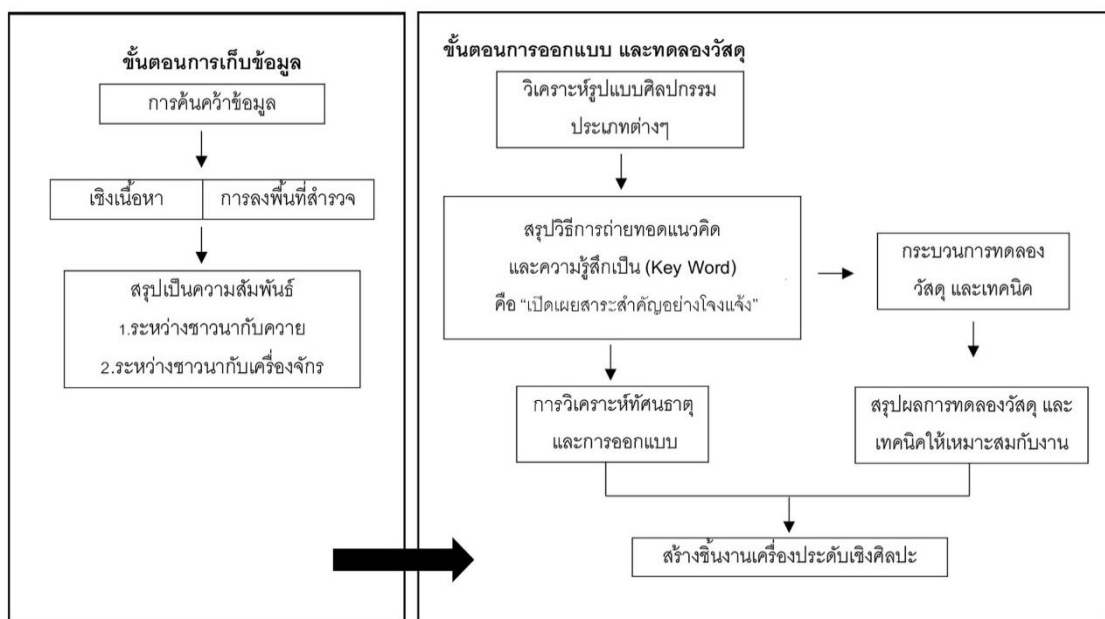 ขั้นตอนการเก็บข้อมูล
การค้นคว้าข้อมูล
เชิงเนื้อหา
การลงพื้นที่สำรวจ
สรุปเป็นความสัมพันธ์
1.ระหว่างชาวนากับควาย
2.ระหว่างชาวนากับเครื่องจักร
ขั้นตอนการออกแบบ และทดลองวัสดุ
วิเคราะห์รูปแบบศิลปกรรม
ประเภทต่างๆ
สรุปวิธีการถ่ายทอดแนวคิด
และความรู้สึกเป็น (Key Word)
คือ “เปิดเผยสาระสำคัญอย่างโจงแจ้ง”
กระบวนการทดลอง
วัสดุ และเทคนิค
การวิเคราะห์ทัศนธาตุ
และการออกแบบ
สรุปผลการทดลองวัสดุ และ
เทคนิคให้เหมาะสมกับงาน
สร้างชิ้นงานเครื่องประดับเชิงศิลปะ